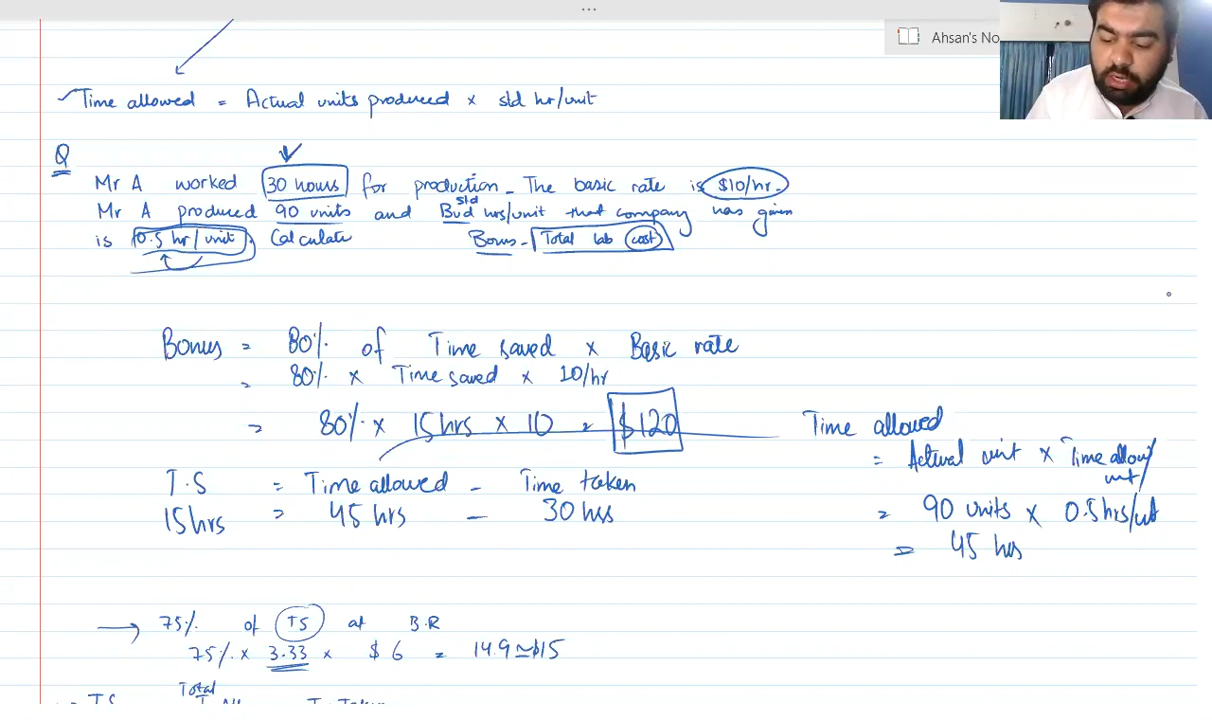 ...
Ahsan's No
Time allowed = Actual units produced × std hr/unit
Q
Mr A worked 30 hours for production - The basic rate is $10/hr.
std
Mr A produced 90 units and Bud hrs/unit that company has given
is 0.5 hr/unit. Calculate Bonus - Total lab cost
Bonus = 80% of Time saved × Basic rate
= 80% × Time saved × 10/hr
= 80% × 15hrs × 10 = $120
Time allowed
= Actual unit × Time allow/
unit/
T.S = Time allowed - Time taken
15hrs = 45 hrs - 30 hrs
= 90 units × 0.5hrs/ut
= 45 hrs
→ 75% of TS at B.R
75% × 3.33 × $6 = 14.9 ≃ $15
Total
= TS